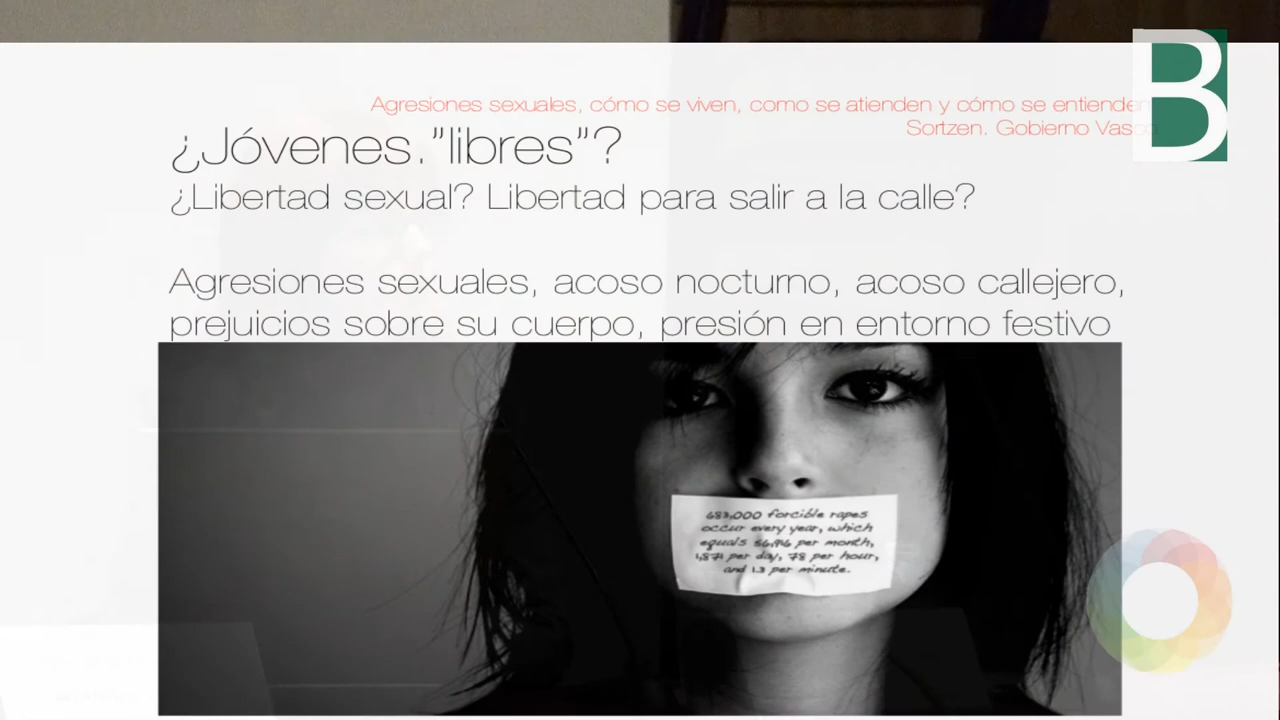 Agresiones sexuales, cómo se viven, como se atienden y cómo se entienden
Sortzen. Gobierno Vasco
B
¿Jóvenes."libres"?
¿Libertad sexual? Libertad para salir a la calle?
Agresiones sexuales, acoso nocturno, acoso callejero,
prejuicios sobre su cuerpo, presión en entorno festivo
683,000 forcible rapes
occur every year, which
equals 56,916 per month,
1,871 per day, 78 per hour,
and 1.3 per minute.